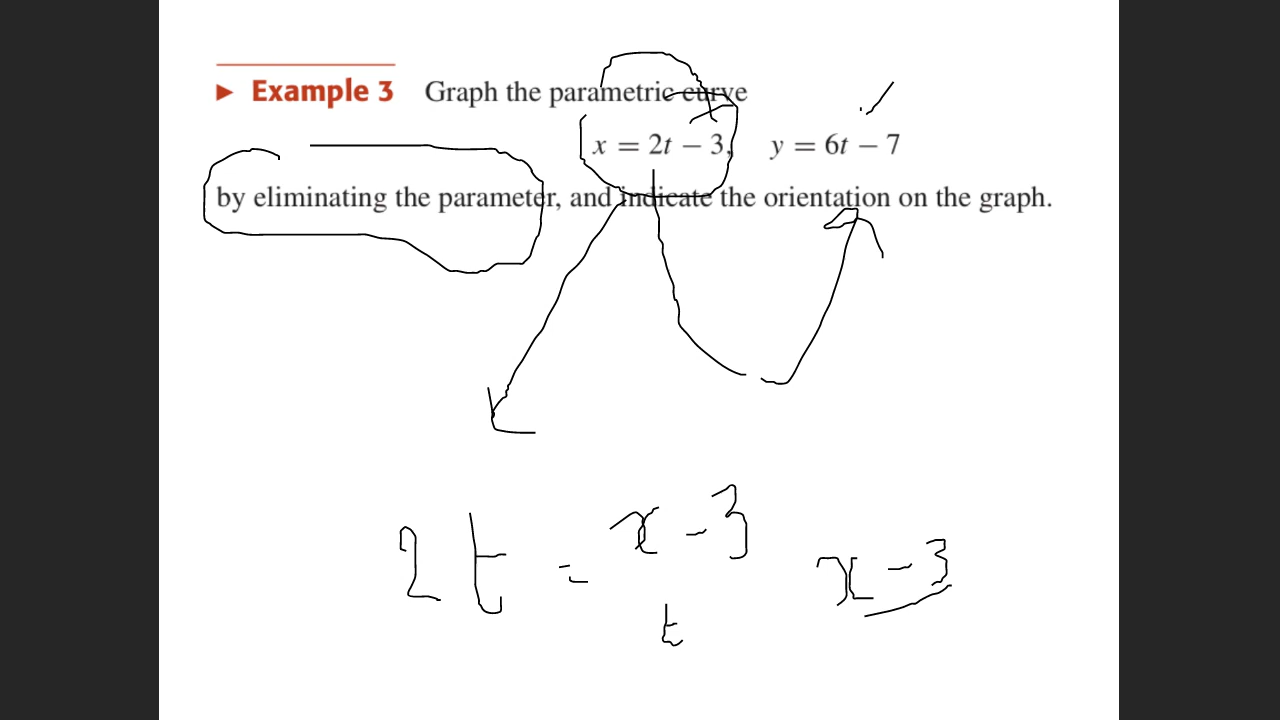 ► Example 3 Graph the parametric curve
x = 2t − 3, y = 6t − 7
by eliminating the parameter, and indicate the orientation on the graph.
2t = x - 3 x - 3
t